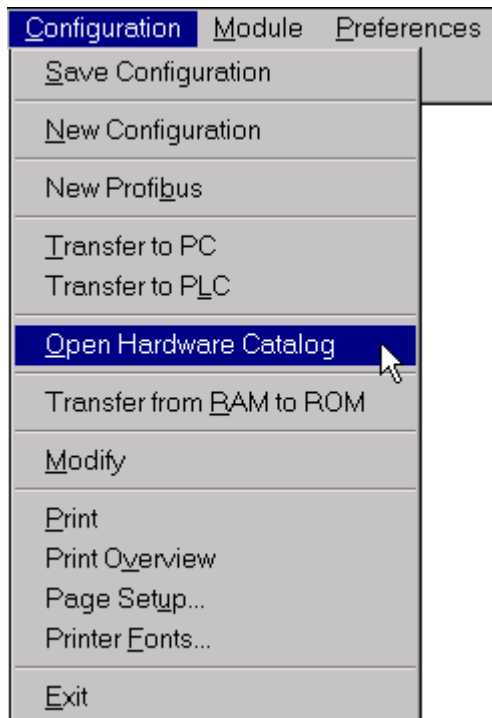 Configuration Module Preferences
Save Configuration
New Configuration
New Profibus
Transfer to PC
Transfer to PLC
Open Hardware Catalog
Transfer from RAM to ROM
Modify
Print
Print Overview
Page Setup...
Printer Fonts...
Exit